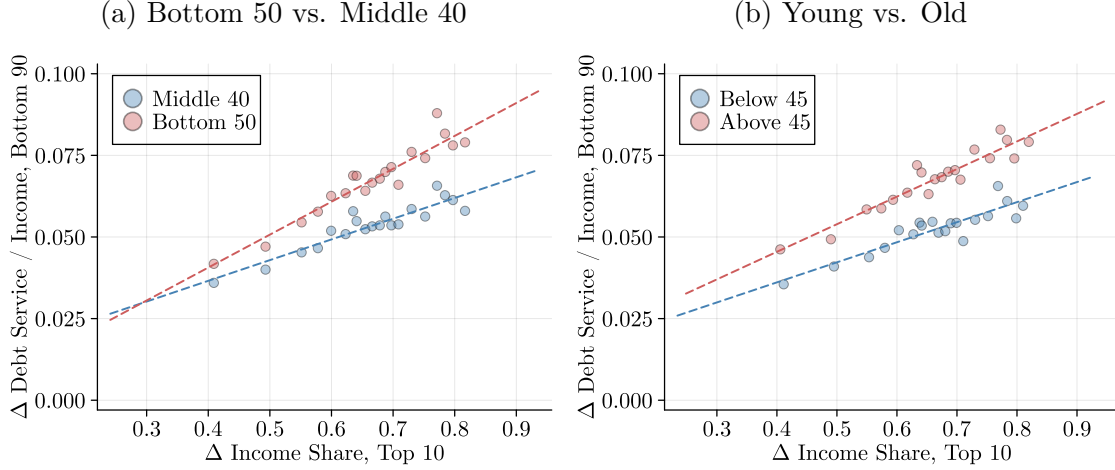 (a) Bottom 50 vs. Middle 40
Δ Debt Service / Income, Bottom 90
0.100
0.075
0.050
0.025
0.000
Middle 40
Bottom 50
0.3 0.4 0.5 0.6 0.7 0.8 0.9
Δ Income Share, Top 10
(b) Young vs. Old
Δ Debt Service / Income, Bottom 90
0.100
0.075
0.050
0.025
0.000
Below 45
Above 45
0.3 0.4 0.5 0.6 0.7 0.8 0.9
Δ Income Share, Top 10